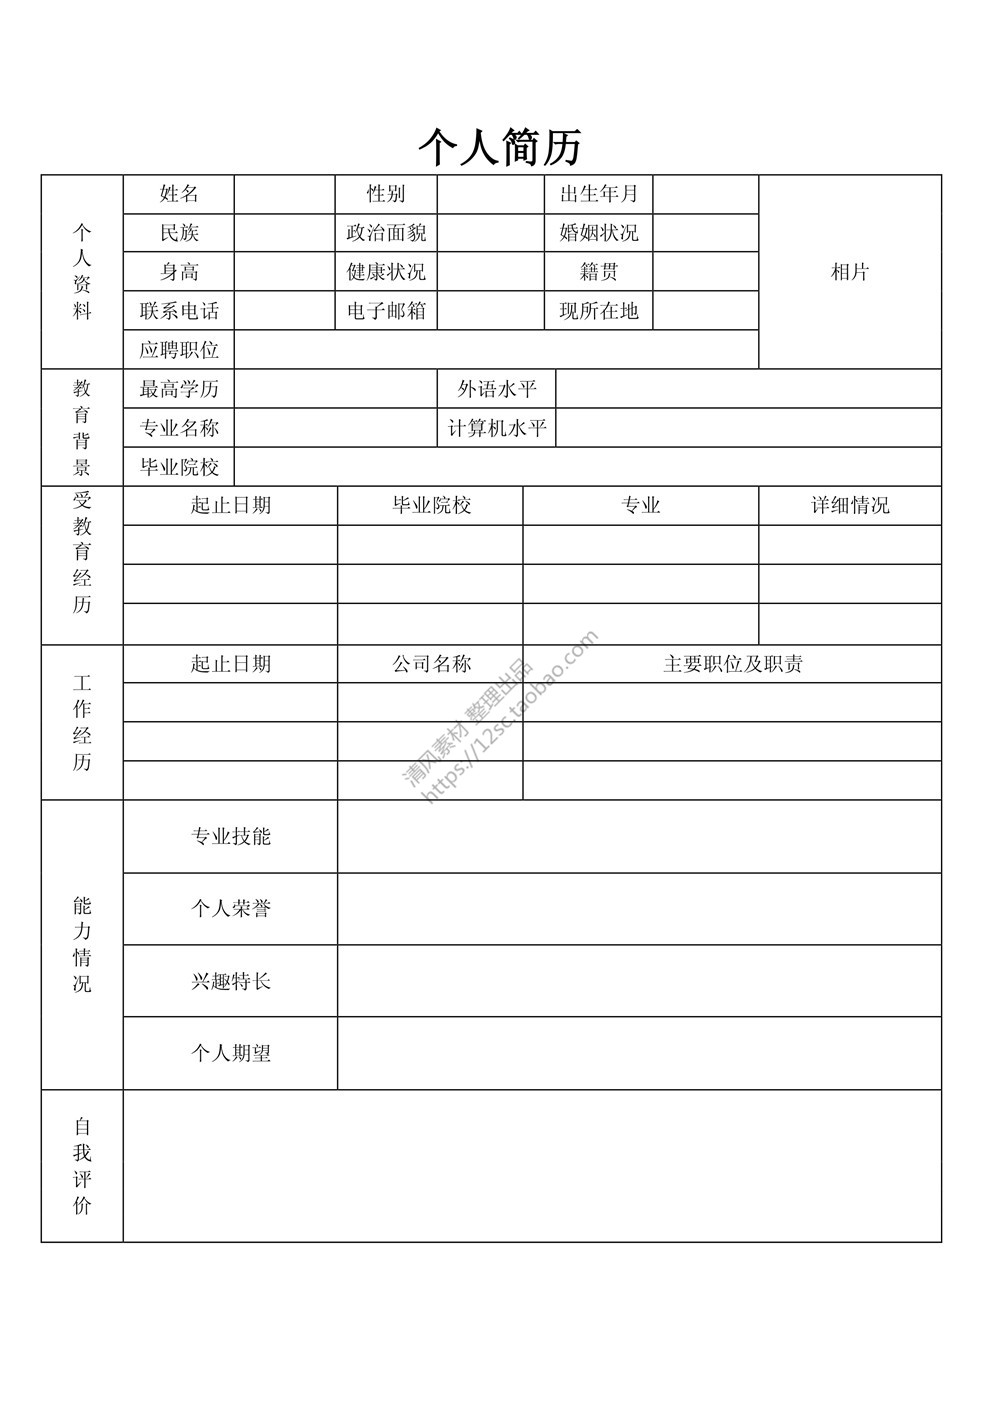 个人简历
个人资料
姓名 性别 出生年月
民族 政治面貌 婚姻状况
身高 健康状况 籍贯 相片
联系电话 电子邮箱 现所在地
应聘职位
教育背景
最高学历 外语水平
专业名称 计算机水平
毕业院校
受教育经历
起止日期 毕业院校 专业 详细情况
工作经历
起止日期 公司名称 主要职位及职责
清风素材 整理出品
https://12sc.taobao.com
能力情况
专业技能
个人荣誉
兴趣特长
个人期望
自我评价